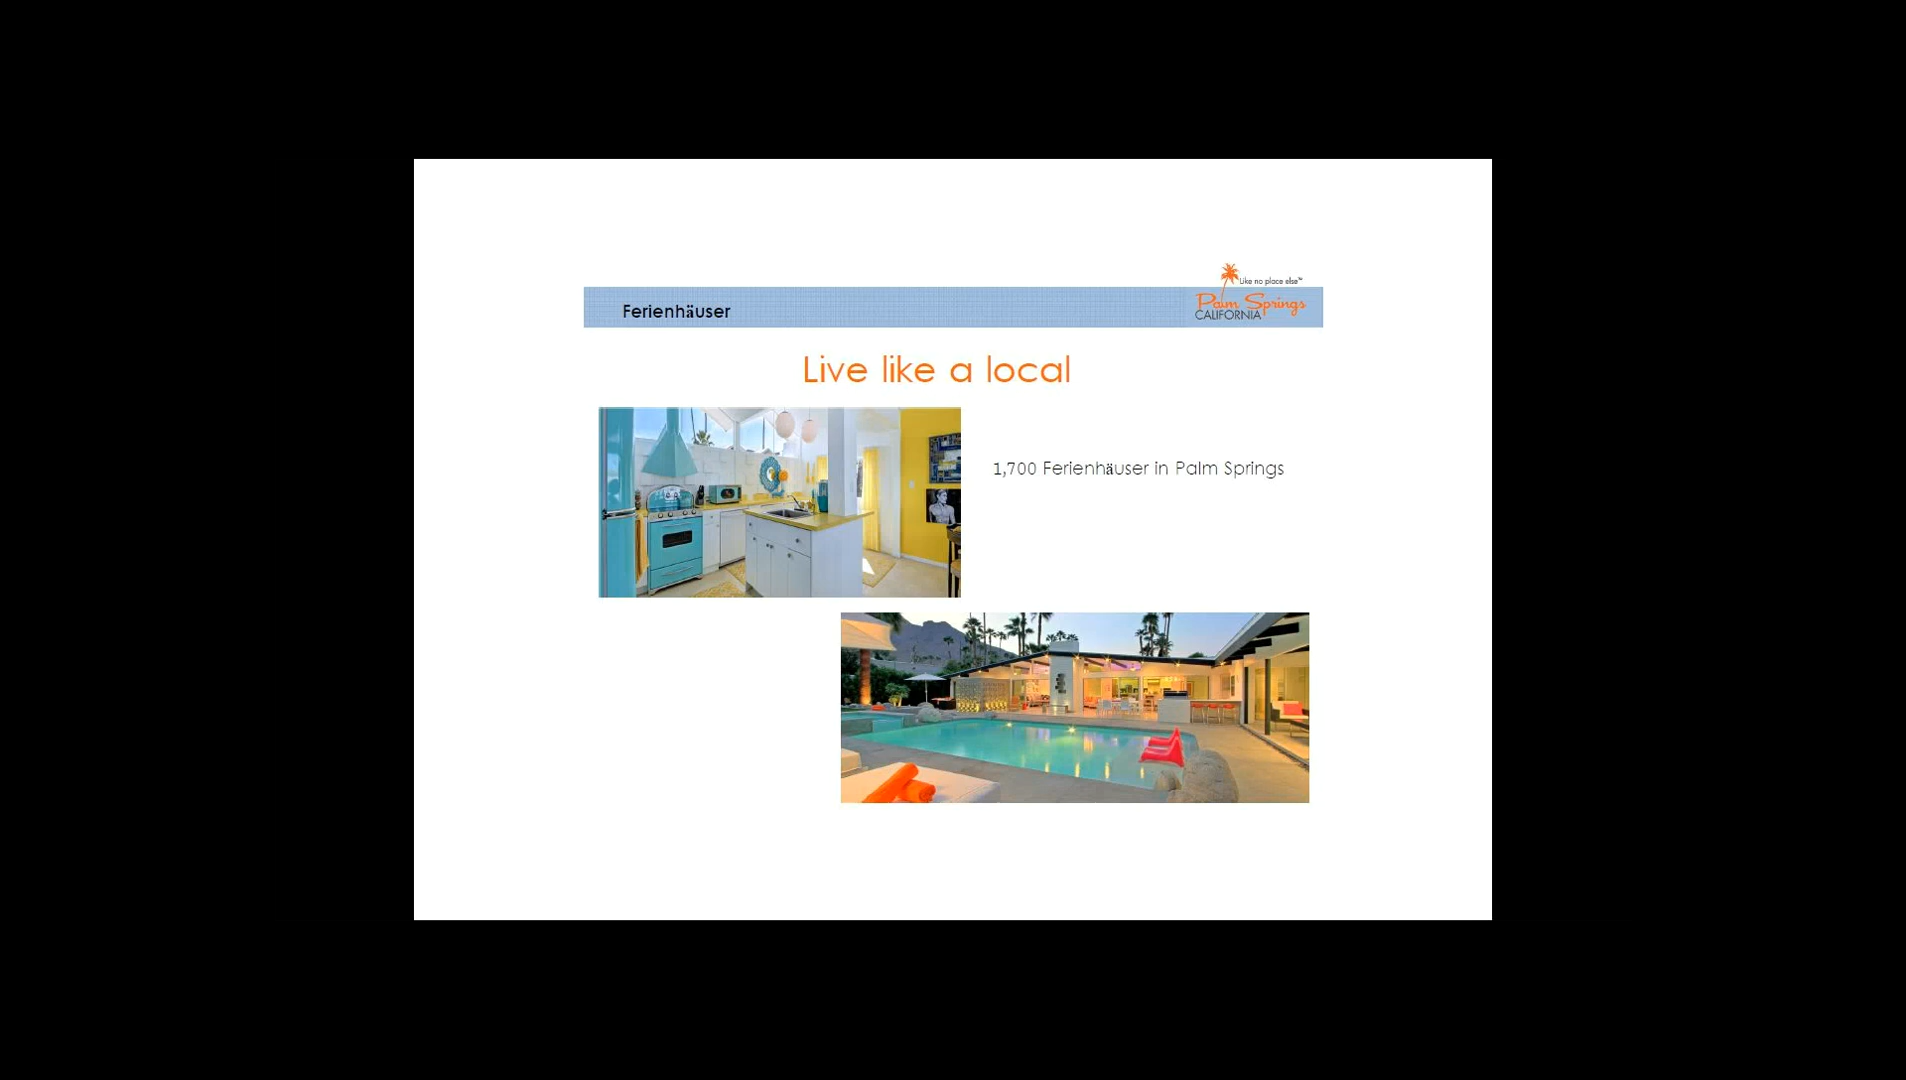 Like no place else™
Ferienhäuser
Palm Springs
CALIFORNIA
Live like a local
1,700 Ferienhäuser in Palm Springs